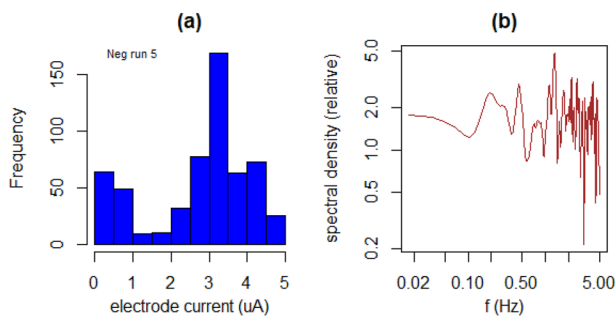 (a)
Neg run 5
Frequency
0 50 100 150
0 1 2 3 4 5
electrode current (uA)
(b)
spectral density (relative)
0.2 0.5 1.0 2.0 5.0
0.02 0.10 0.50 5.00
f (Hz)